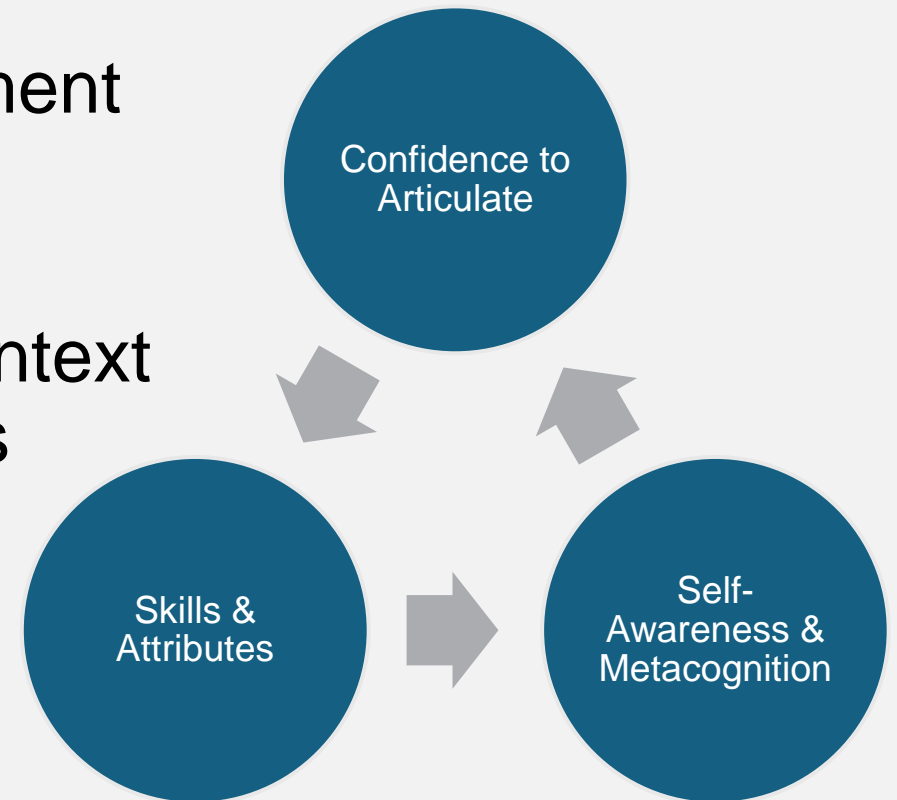 Confidence to
Articulate
Skills &
Attributes
Self-
Awareness &
Metacognition